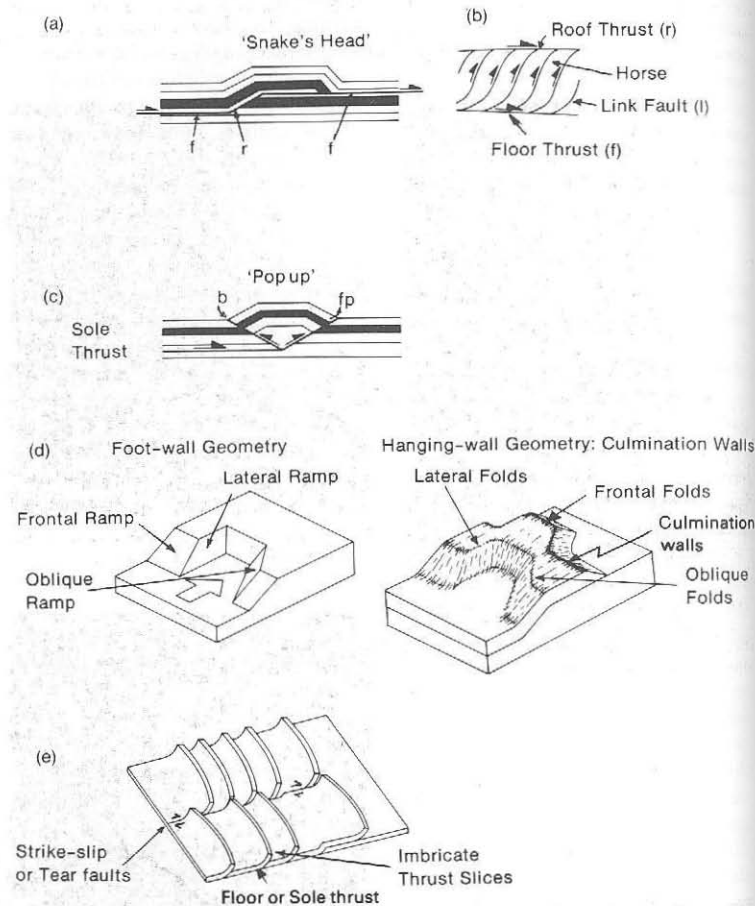 (a)
'Snake's Head'
f
r
f
(b)
Roof Thrust (r)
Horse
Link Fault (l)
Floor Thrust (f)
(c)
'Pop up'
b
fp
Sole
Thrust
(d)
Foot-wall Geometry
Lateral Ramp
Frontal Ramp
Oblique
Ramp
Hanging-wall Geometry: Culmination Walls
Lateral Folds
Frontal Folds
Culmination
walls
Oblique
Folds
(e)
Strike-slip
or Tear faults
Imbricate
Thrust Slices
Floor or Sole thrust